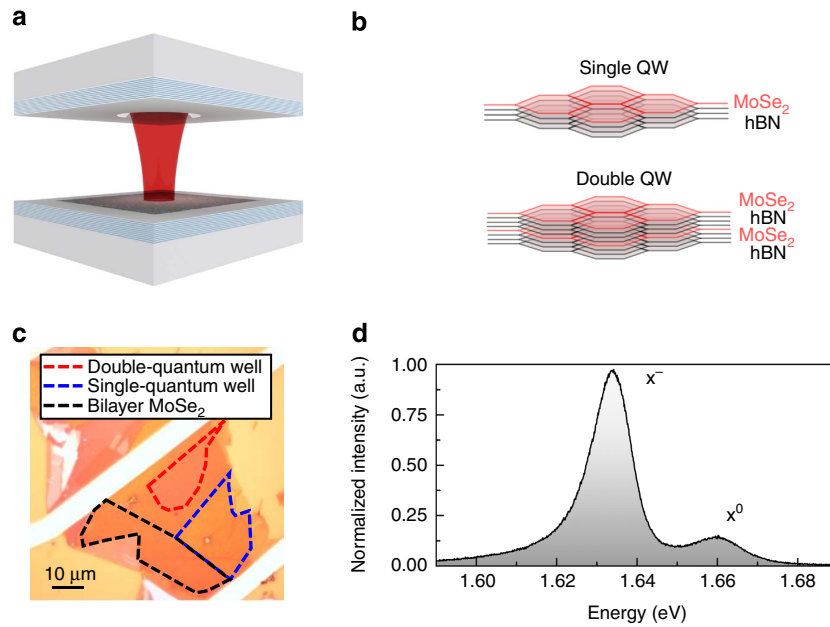 a
b
Single QW
MoSe₂
hBN
Double QW
MoSe₂
hBN
MoSe₂
hBN
c
Double-quantum well
Single-quantum well
Bilayer MoSe₂
10 μm
d
1.00
0.75
0.50
0.25
0.00
Normalized intensity (a.u.)
x⁻
x⁰
1.60 1.62 1.64 1.66 1.68
Energy (eV)